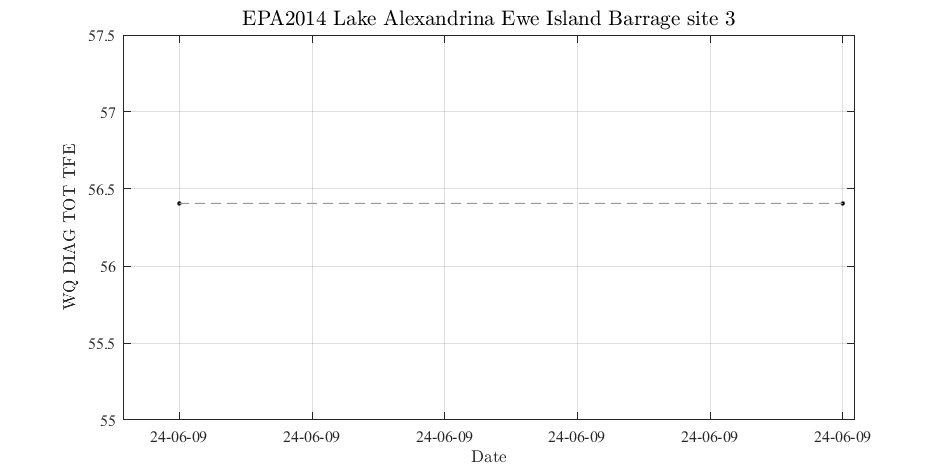 EPA2014 Lake Alexandrina Ewe Island Barrage site 3
57.5
57
56.5
56
55.5
55
WQ DIAG TOT TFE
24-06-09 24-06-09 24-06-09 24-06-09 24-06-09 24-06-09
Date